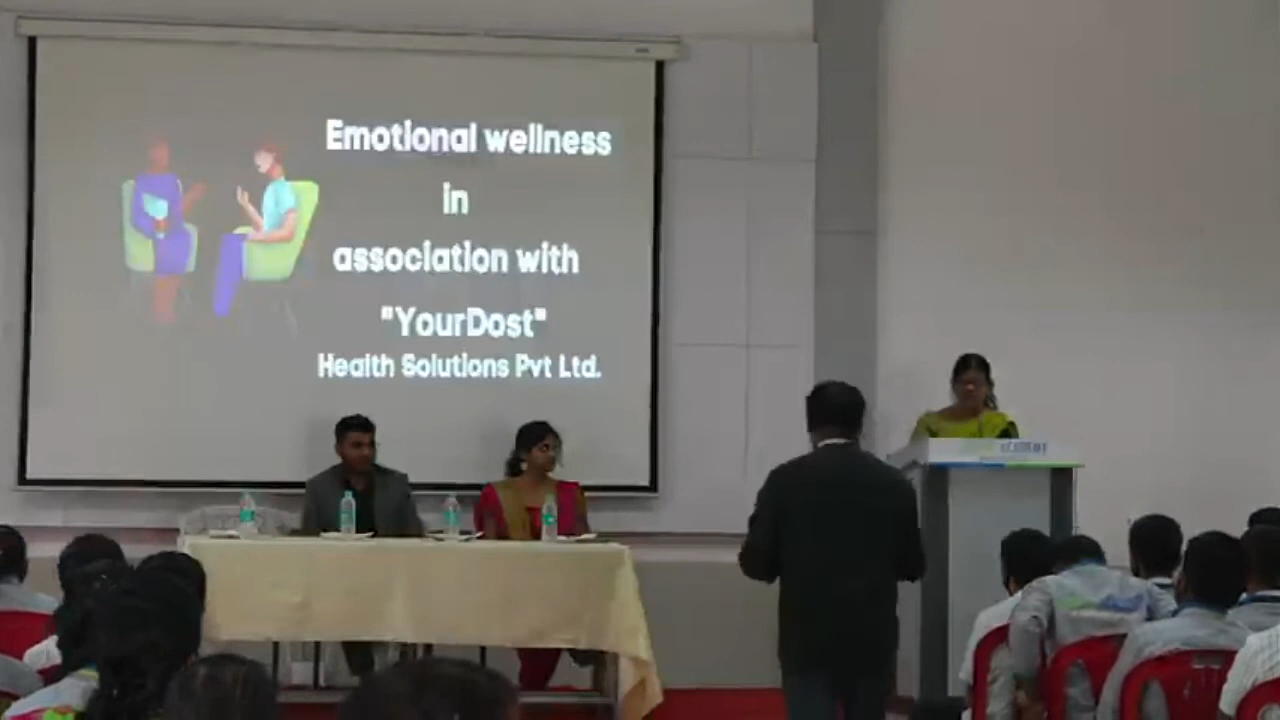 Emotional wellness
in
association with
"YourDost"
Health Solutions Pvt Ltd.